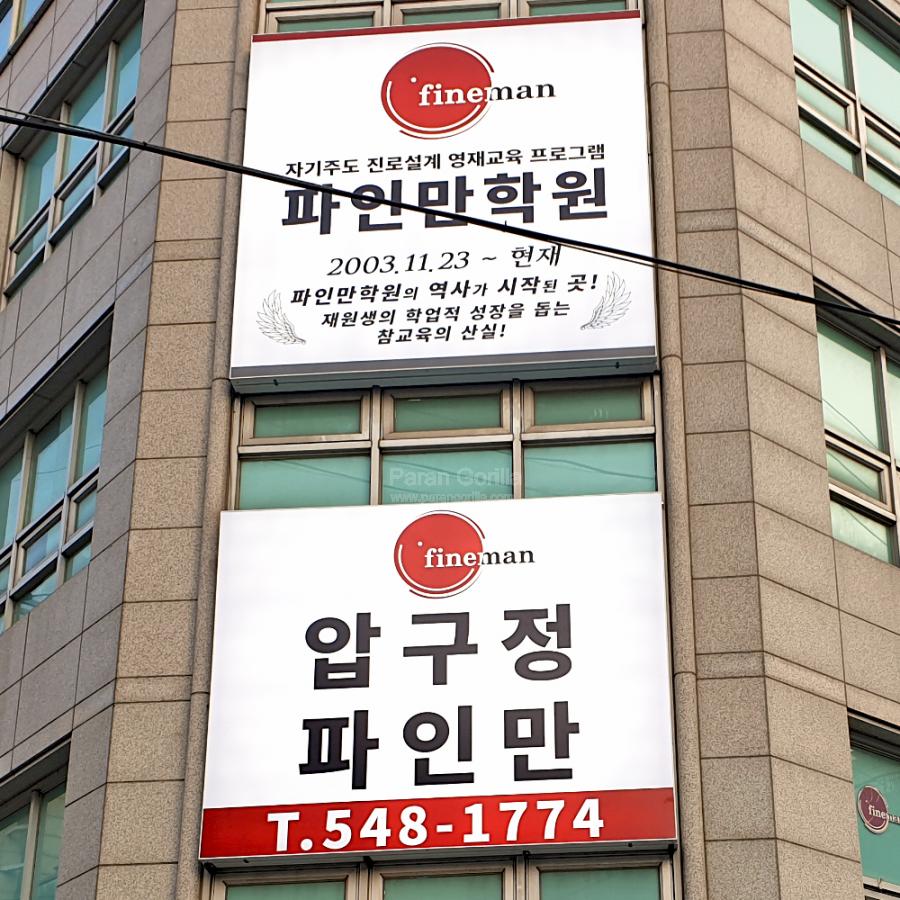 fineman
자기주도 진로설계 영재교육 프로그램
파인만학원
2003.11.23 ~ 현재
파인만학원의 역사가 시작된 곳!
재원생의 학업적 성장을 돕는
참교육의 산실!
Paran Gorilla
www.parangorilla.com
fineman
압구정
파인만
T.548-1774